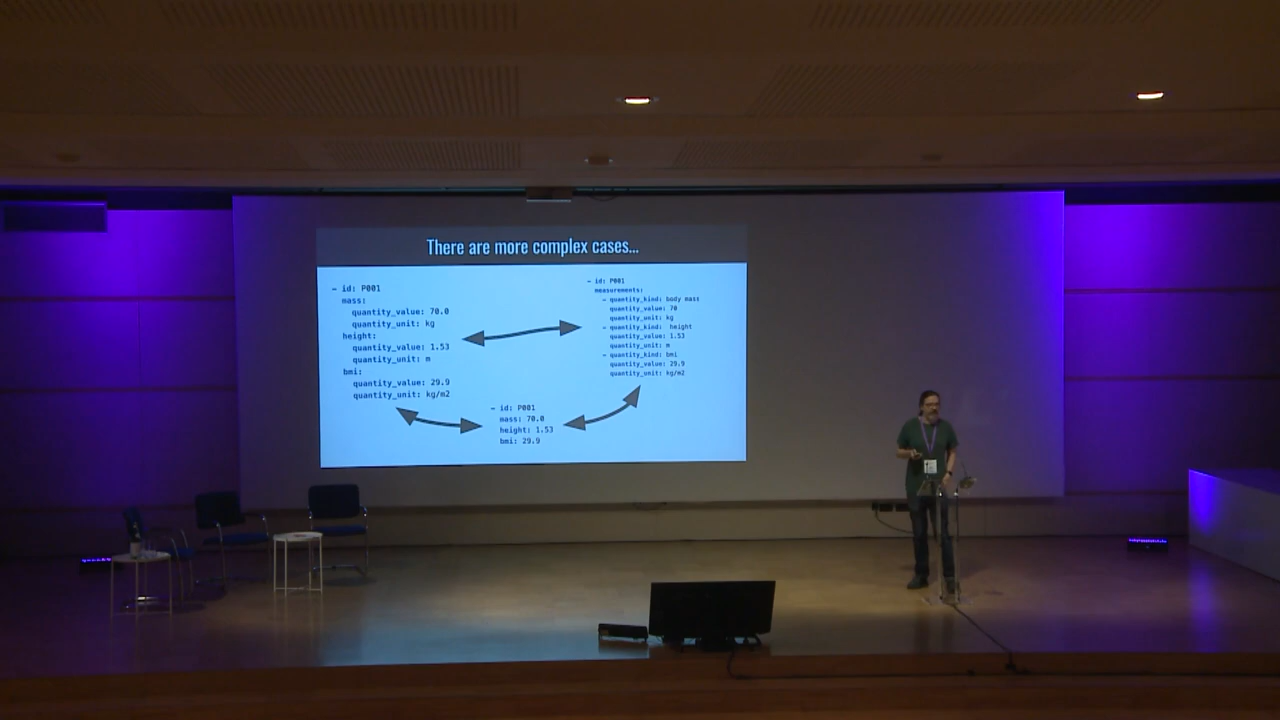 There are more complex cases...
– id: P001
mass:
quantity_value: 70.0
quantity_unit: kg
height:
quantity_value: 1.53
quantity_unit: m
bmi:
quantity_value: 29.9
quantity_unit: kg/m2
– id: P001
measurements:
– quantity_kind: body mass
quantity_value: 70
quantity_unit: kg
– quantity_kind: height
quantity_value: 1.53
quantity_unit: m
– quantity_kind: bmi
quantity_value: 29.9
quantity_unit: kg/m2
– id: P001
mass: 70.0
height: 1.53
bmi: 29.9